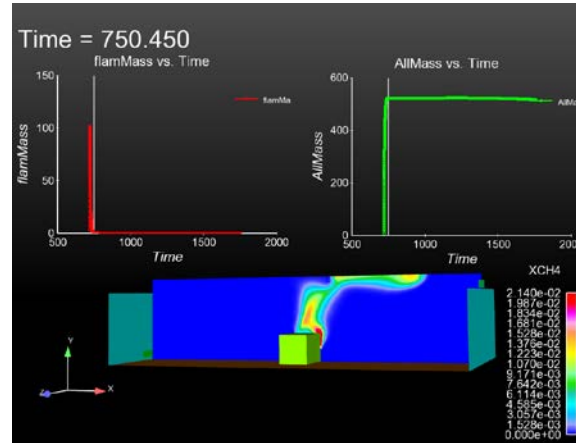 Time = 750.450
flamMass vs. Time
AllMass vs. Time
150
100
50
0
flamMass
flamMa
500
1000
1500
2000
Time
600
400
200
0
AllMass
AllMa
500
1000
1500
200
Time
XCH4
2.140e-02
1.987e-02
1.834e-02
1.681e-02
1.528e-02
1.376e-02
1.223e-02
1.070e-02
9.171e-03
7.642e-03
6.114e-03
4.585e-03
3.057e-03
1.528e-03
0.000e+00
Y
Z
X